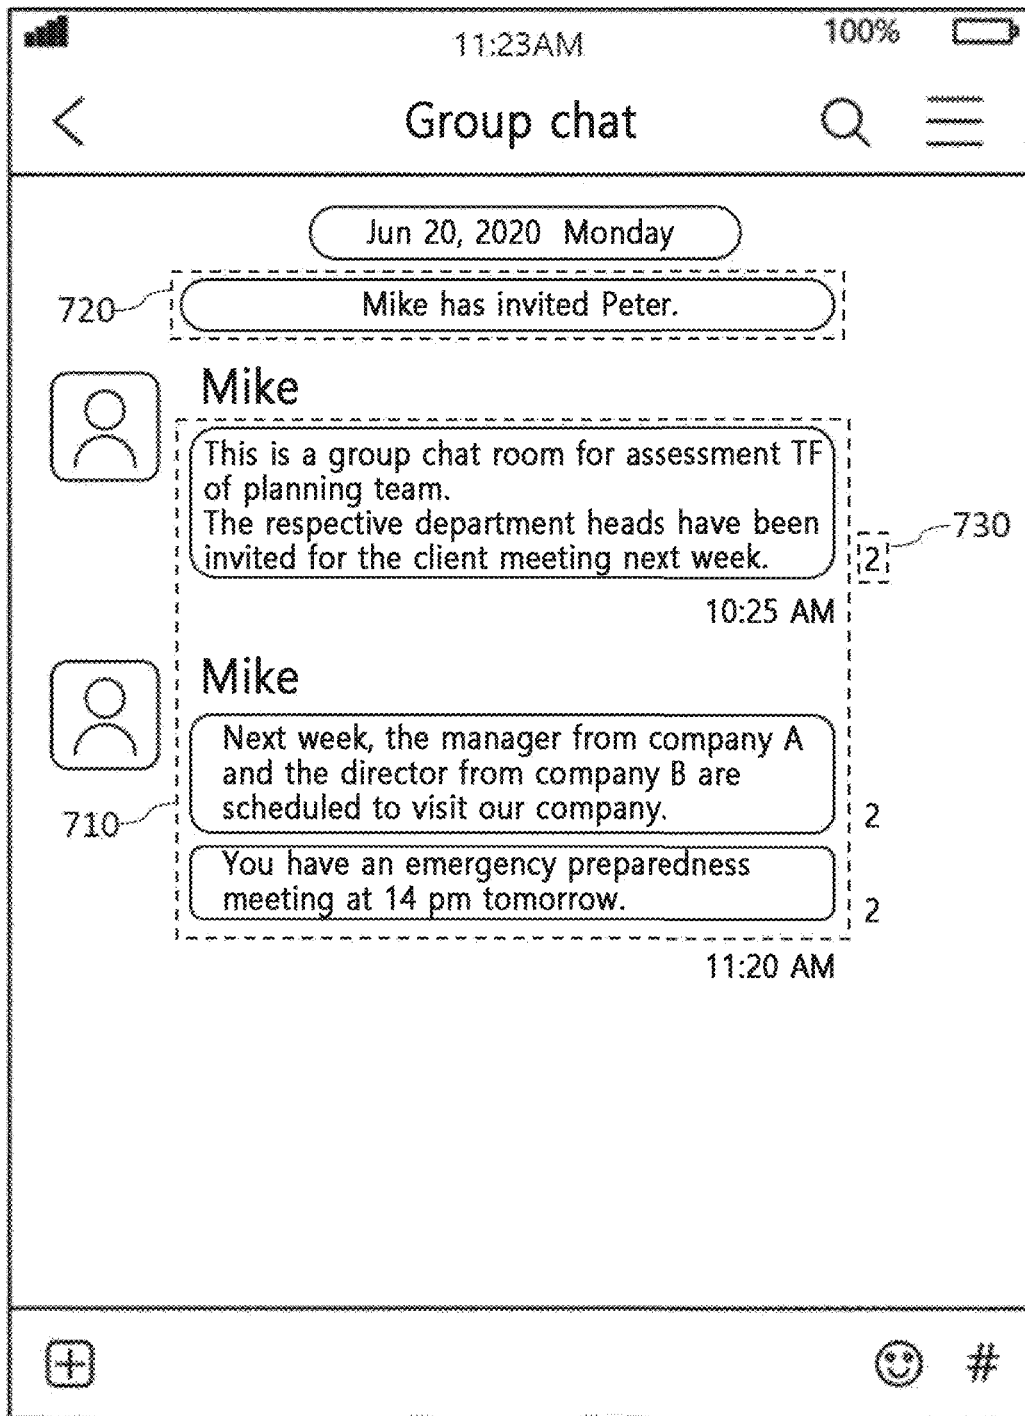 11:23AM
100%
Group chat
Jun 20, 2020 Monday
720
Mike has invited Peter.
Mike
This is a group chat room for assessment TF
of planning team.
The respective department heads have been
invited for the client meeting next week.
730
2
10:25 AM
Mike
Next week, the manager from company A
and the director from company B are
scheduled to visit our company.
2
710
You have an emergency preparedness
meeting at 14 pm tomorrow.
2
11:20 AM
#